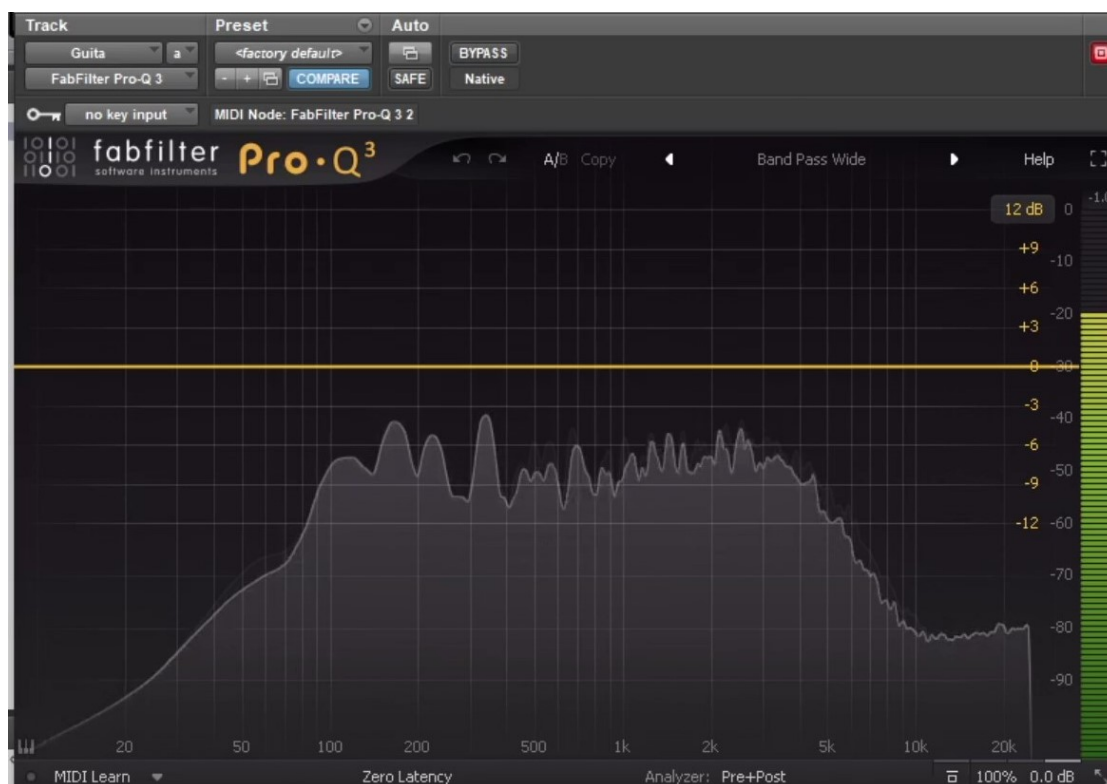 Track Preset Auto
Guita a <factory default> BYPASS
FabFilter Pro-Q 3 - + COMPARE SAFE Native
no key input MIDI Node: FabFilter Pro-Q 3 2
fabfilter
software instruments
Pro·Q³
A/B Copy Band Pass Wide Help
-1.0
12 dB 0
+9
-10
+6
-20
+3
0 -30
-3
-40
-6
-50
-9
-12 -60
-70
-80
-90
20 50 100 200 500 1k 2k 5k 10k 20k
MIDI Learn Zero Latency Analyzer: Pre+Post 100% 0.0 dB